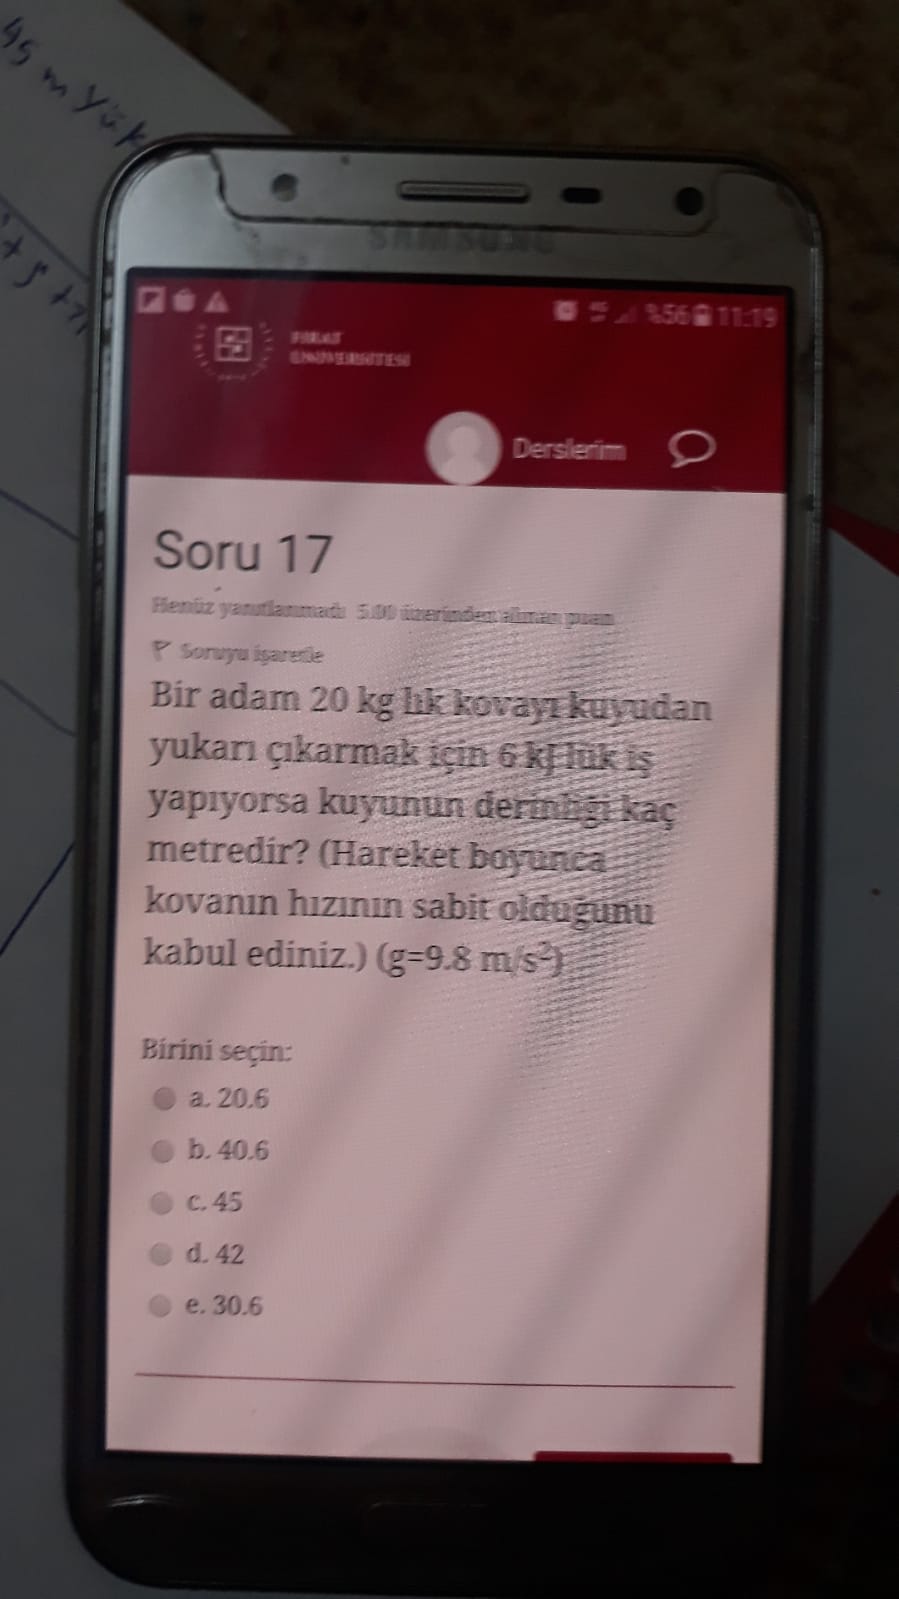 45 m yük
SAMSUNG
%56 11:19
FIRAT
ÜNİVERSİTESİ
Derslerim
Soru 17
Henüz yanıtlanmadı 5.00 üzerinden alınan puan
Soruyu işaretle
Bir adam 20 kg lık kovayı kuyudan
yukarı çıkarmak için 6 kJ lük iş
yapıyorsa kuyunun derinliği kaç
metredir? (Hareket boyunca
kovanın hızının sabit olduğunu
kabul ediniz.) (g=9.8 m/s²)
Birini seçin:
a. 20.6
b. 40.6
c. 45
d. 42
e. 30.6